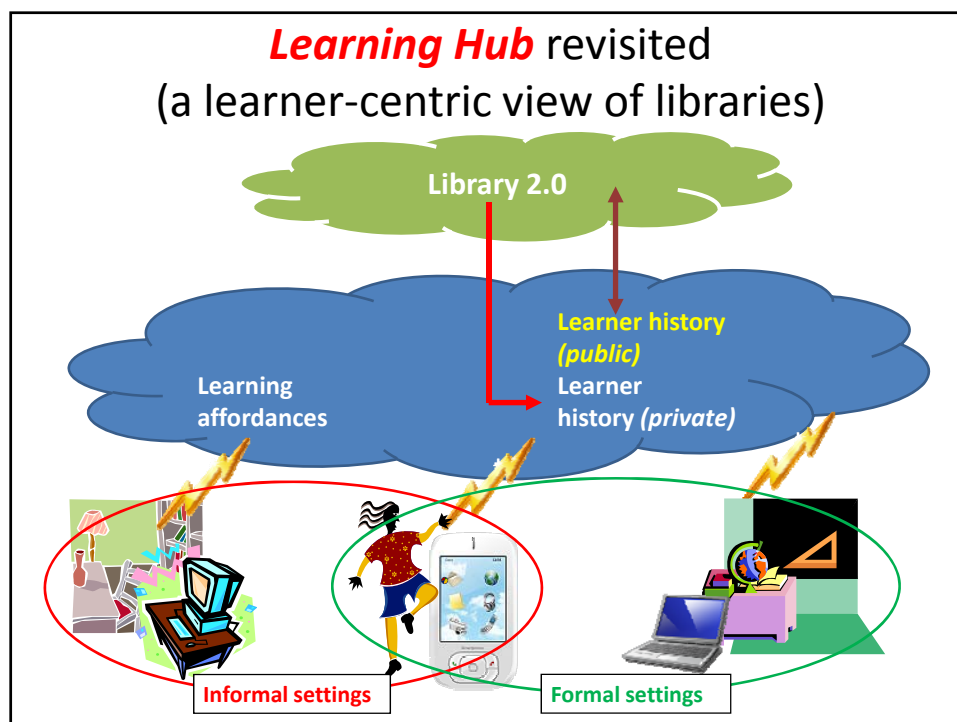 Learning Hub revisited
(a learner-centric view of libraries)
Library 2.0
Learner history
(public)
Learning
affordances
Learner
history (private)
Informal settings
Formal settings